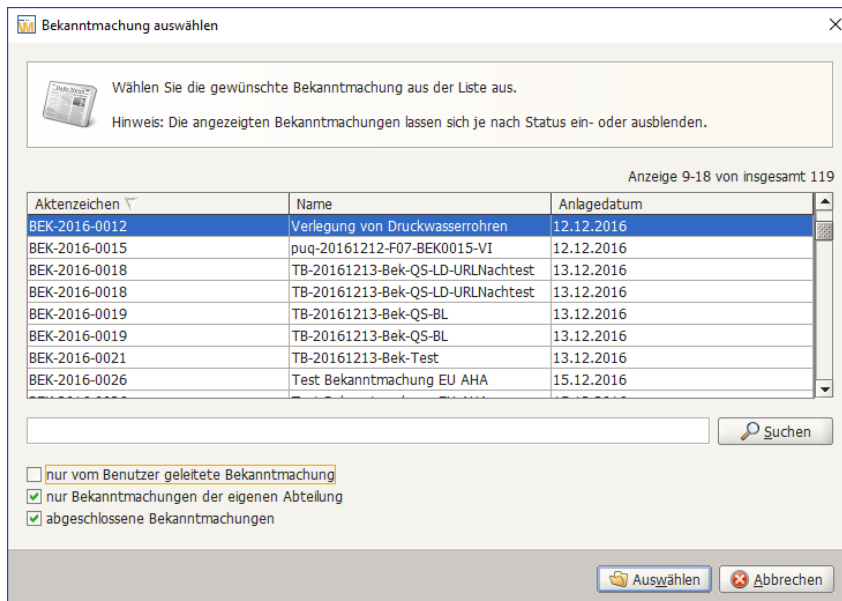 Bekanntmachung auswählen
Wählen Sie die gewünschte Bekanntmachung aus der Liste aus.
Hinweis: Die angezeigten Bekanntmachungen lassen sich je nach Status ein- oder ausblenden.
Anzeige 9-18 von insgesamt 119
Aktenzeichen Name Anlagedatum
BEK-2016-0012 Verlegung von Druckwasserrohren 12.12.2016
BEK-2016-0015 puq-20161212-F07-BEK0015-VI 12.12.2016
BEK-2016-0018 TB-20161213-Bek-QS-LD-URLNachtest 13.12.2016
BEK-2016-0018 TB-20161213-Bek-QS-LD-URLNachtest 13.12.2016
BEK-2016-0019 TB-20161213-Bek-QS-BL 13.12.2016
BEK-2016-0019 TB-20161213-Bek-QS-BL 13.12.2016
BEK-2016-0021 TB-20161213-Bek-Test 13.12.2016
BEK-2016-0026 Test Bekanntmachung EU AHA 15.12.2016
Suchen
nur vom Benutzer geleitete Bekanntmachung
nur Bekanntmachungen der eigenen Abteilung
abgeschlossene Bekanntmachungen
Auswählen Abbrechen